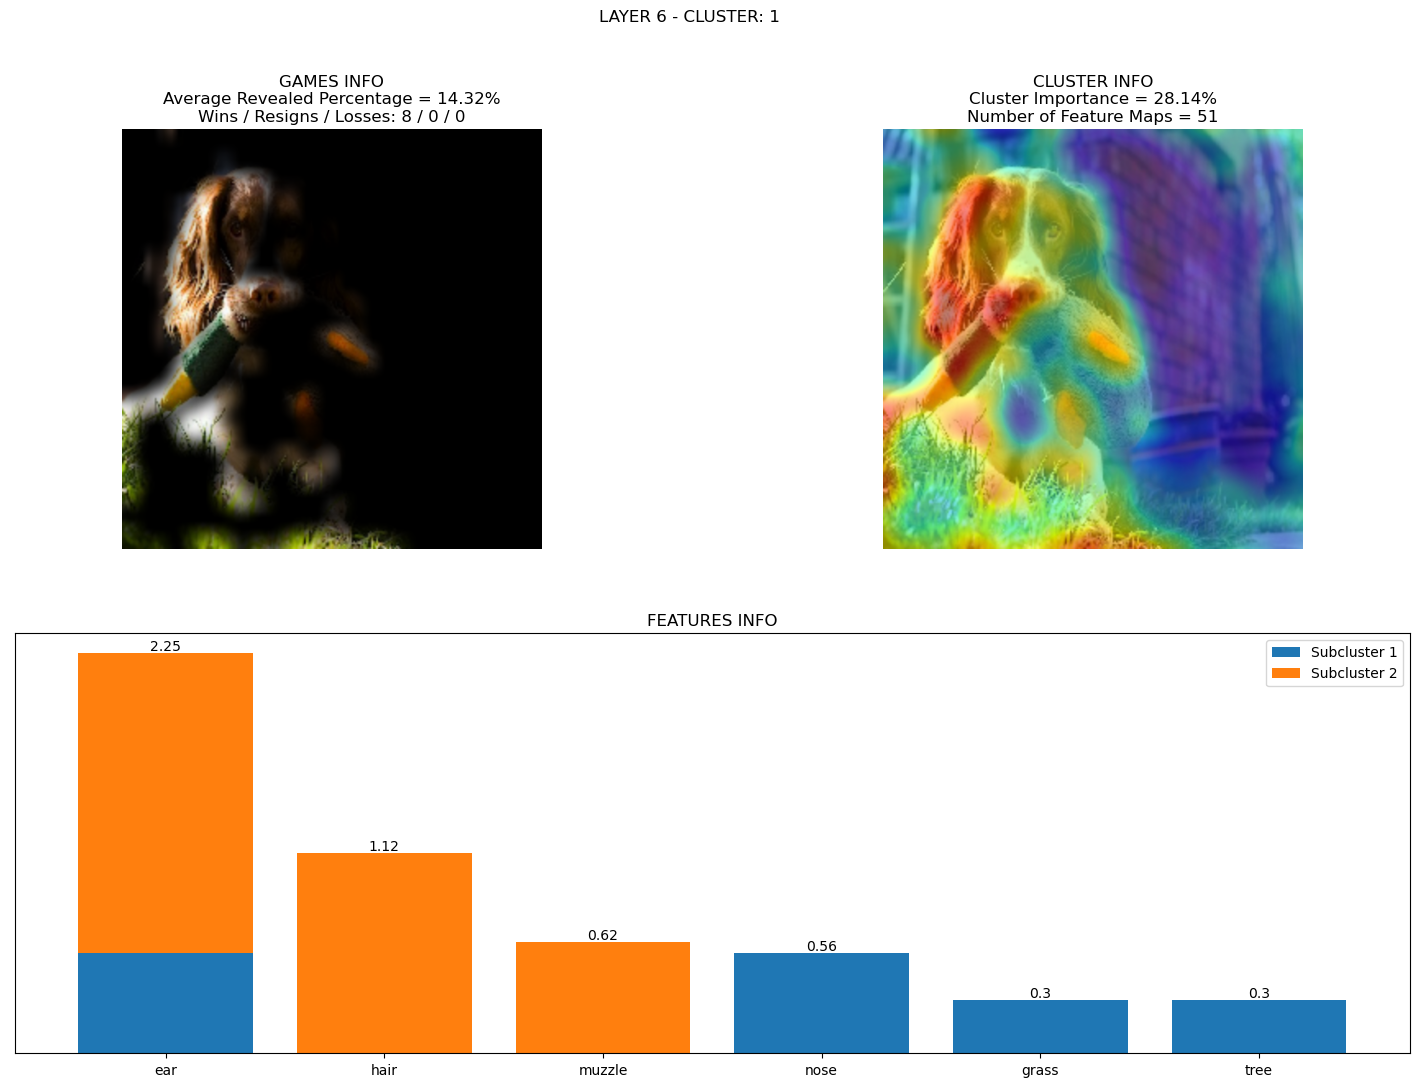 LAYER 6 - CLUSTER: 1
GAMES INFO
Average Revealed Percentage = 14.32%
Wins / Resigns / Losses: 8 / 0 / 0
CLUSTER INFO
Cluster Importance = 28.14%
Number of Feature Maps = 51
FEATURES INFO
Subcluster 1
Subcluster 2
2.25
1.12
0.62
0.56
0.3
0.3
ear
hair
muzzle
nose
grass
tree